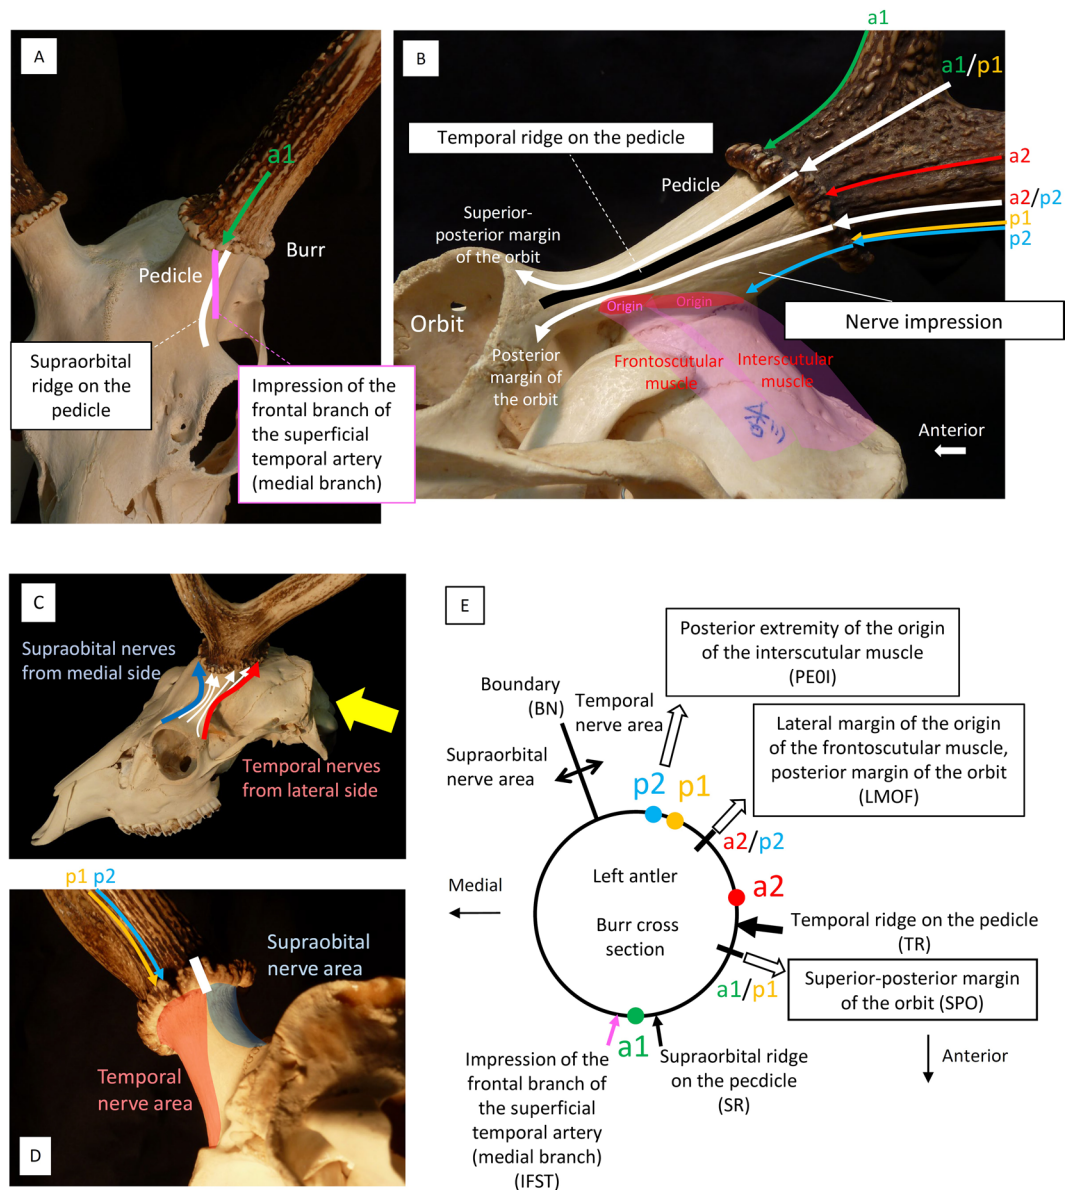 A
a1
Burr
Pedicle
Supraorbital
ridge on the
pedicle
Impression of the
frontal branch of
the superficial
temporal artery
(medial branch)
B
a1
a1/p1
Temporal ridge on the pedicle
Pedicle
a2
a2/p2
p1
p2
Superior-
posterior margin
of the orbit
Orbit
Origin
Origin
Nerve impression
Posterior
margin of
the orbit
Frontoscutular
muscle
Interscutular
muscle
Anterior
C
Supraobital nerves
from medial side
Temporal nerves
from lateral side
p1 p2
Supraobital
nerve area
Temporal
nerve area
D
E
Posterior extremity of the origin
of the interscutular muscle
(PE0I)
Boundary
(BN)
Temporal
nerve area
Supraorbital
nerve area
Lateral margin of the origin
of the frontoscutular muscle,
posterior margin of the orbit
(LMOF)
p2 p1
a2/p2
Left antler
Medial
a2
Burr cross
section
Temporal ridge on the pedicle
(TR)
a1/p1
Superior-posterior margin
of the orbit (SPO)
a1
Impression of the
frontal branch of
the superficial
temporal artery
(medial branch)
(IFST)
Supraorbital ridge
on the pecdicle
(SR)
Anterior